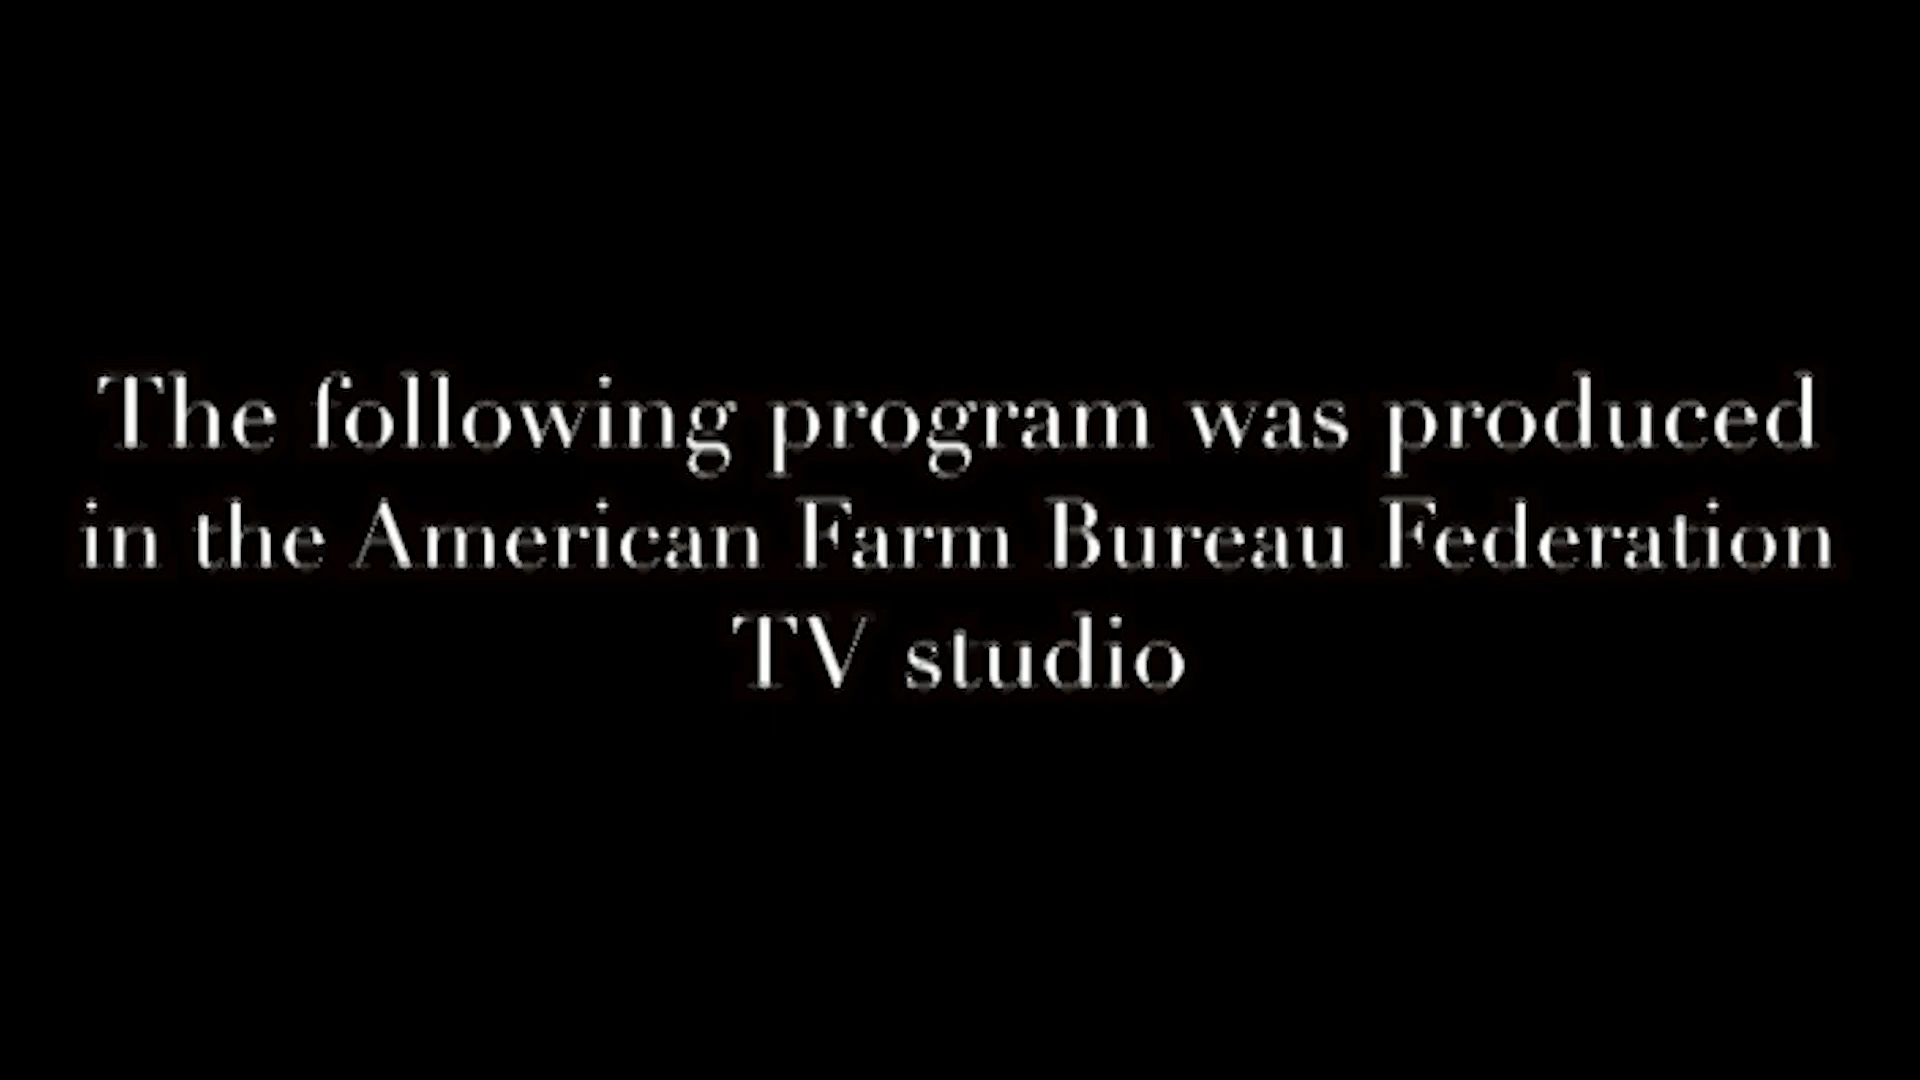 The following program was produced
in the American Farm Bureau Federation
TV studio